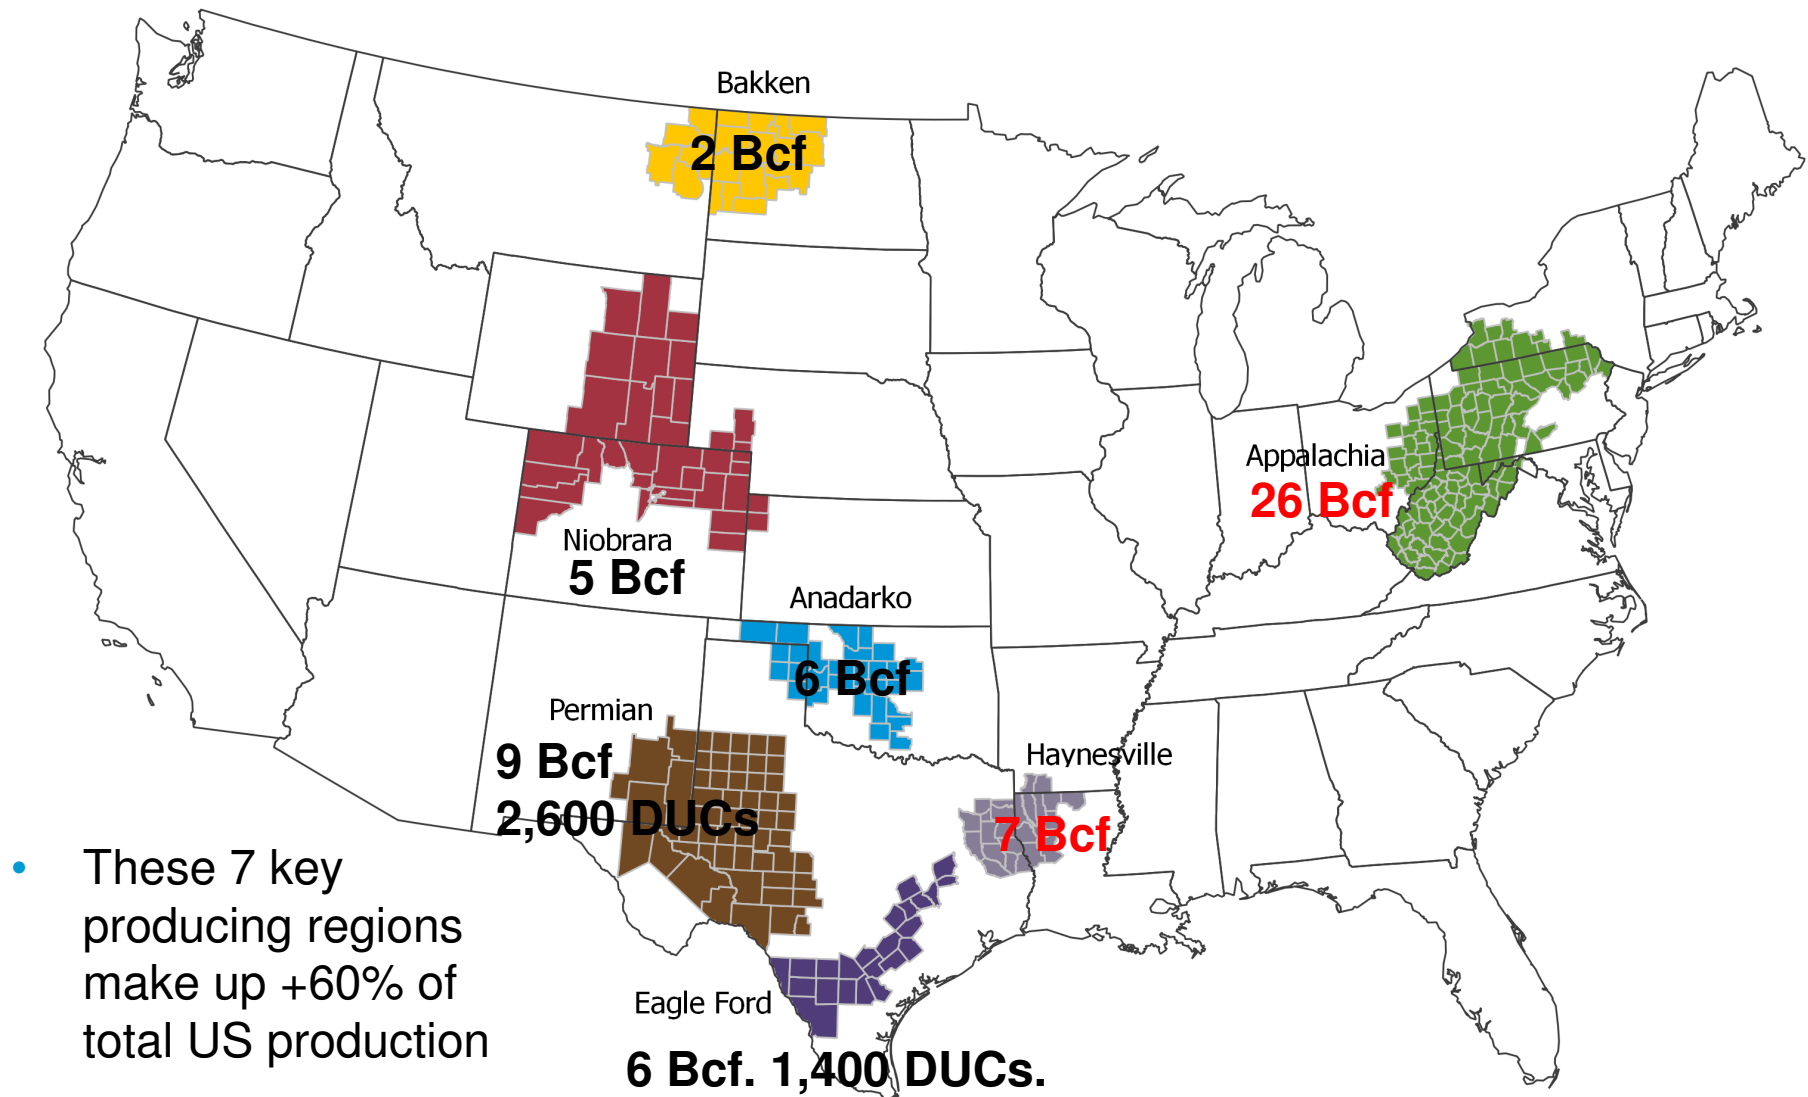 Bakken
2 Bcf
Appalachia
26 Bcf
Niobrara
5 Bcf
Anadarko
6 Bcf
Permian
9 Bcf
2,600 DUCs
Haynesville
7 Bcf
• These 7 key
producing regions
make up +60% of
total US production
Eagle Ford
6 Bcf. 1,400 DUCs.